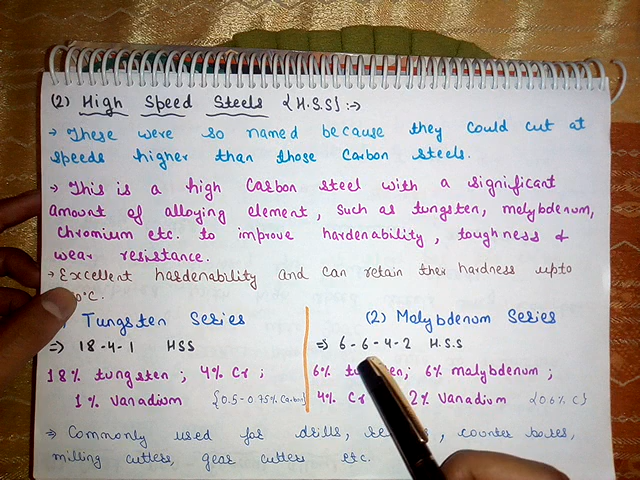 (2) High Speed Steels {H.S.S} :→
→ These were so named because they could cut at
speeds higher than those Carbon steels.
→ This is a high Carbon steel with a significant
amount of alloying element, such as tungsten, molybdenum,
chromium etc. to improve hardenability, toughness &
wear resistance.
→ Excellent hardenability and can retain their hardness upto
0°C.
) Tungsten Series
(2) Molybdenum Series
⇒ 18-4-1 HSS
⇒ 6-6-4-2 H.S.S
18% tungsten ; 4% Cr ;
6% tungsten; 6% molybdenum ;
1% Vanadium {0.5-0.75% Carbon}
4% Cr 2% Vanadium {0.6% C}
⇒ Commonly used for drills, , counter bores,
milling cutters, gear cutters etc.